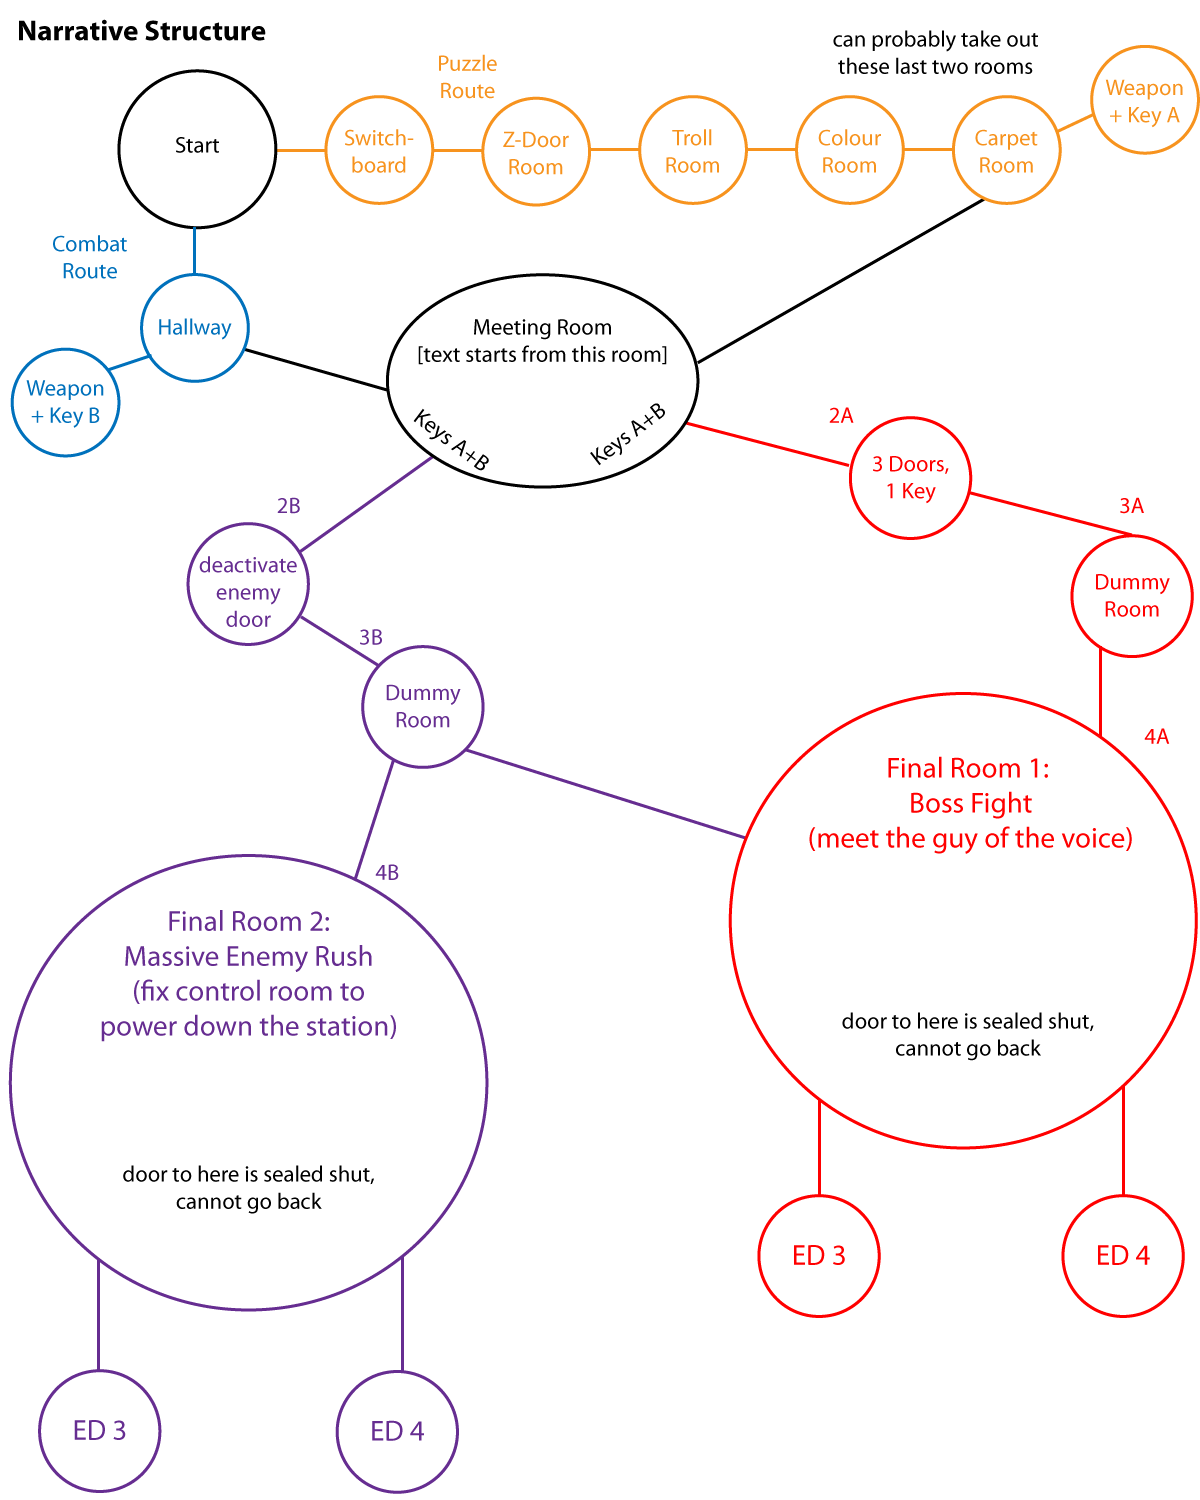 Narrative Structure
can probably take out
these last two rooms
Puzzle
Route
Start
Switch-
board
Z-Door
Room
Troll
Room
Colour
Room
Carpet
Room
Weapon
+ Key A
Combat
Route
Hallway
Weapon
+ Key B
Meeting Room
[text starts from this room]
Keys A+B
Keys A+B
2A
3 Doors,
1 Key
3A
Dummy
Room
2B
deactivate
enemy
door
3B
Dummy
Room
4A
Final Room 1:
Boss Fight
(meet the guy of the voice)
door to here is sealed shut,
cannot go back
4B
Final Room 2:
Massive Enemy Rush
(fix control room to
power down the station)
door to here is sealed shut,
cannot go back
ED 3
ED 4
ED 3
ED 4